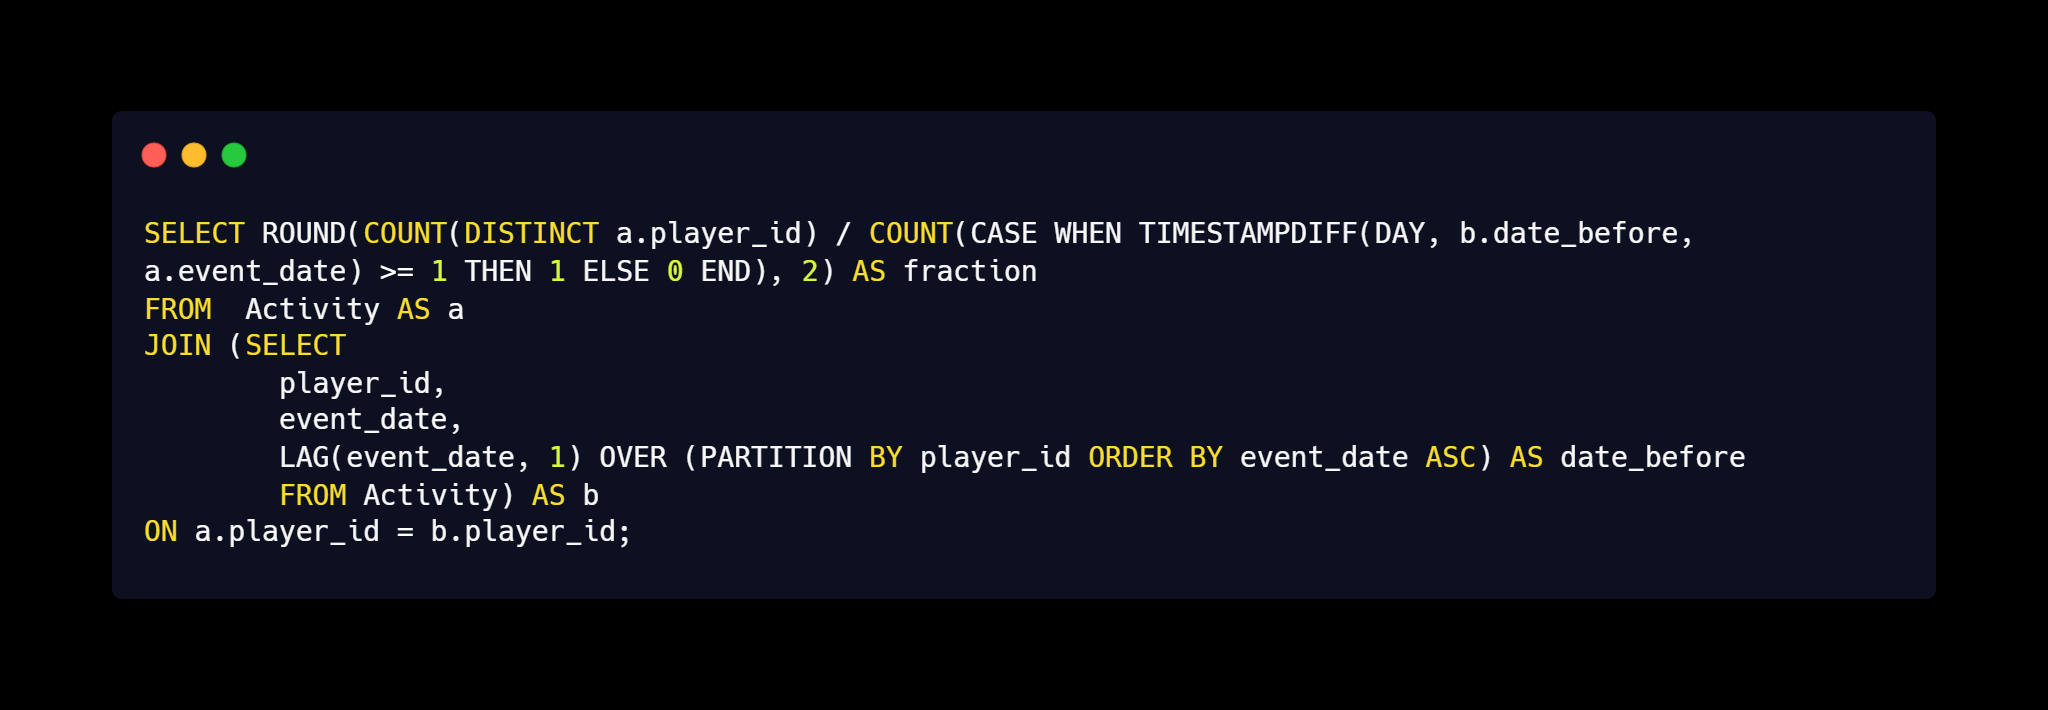 SELECT ROUND(COUNT(DISTINCT a.player_id) / COUNT(CASE WHEN TIMESTAMPDIFF(DAY, b.date_before,
a.event_date) >= 1 THEN 1 ELSE 0 END), 2) AS fraction
FROM  Activity AS a
JOIN (SELECT
        player_id,
        event_date,
        LAG(event_date, 1) OVER (PARTITION BY player_id ORDER BY event_date ASC) AS date_before
        FROM Activity) AS b
ON a.player_id = b.player_id;